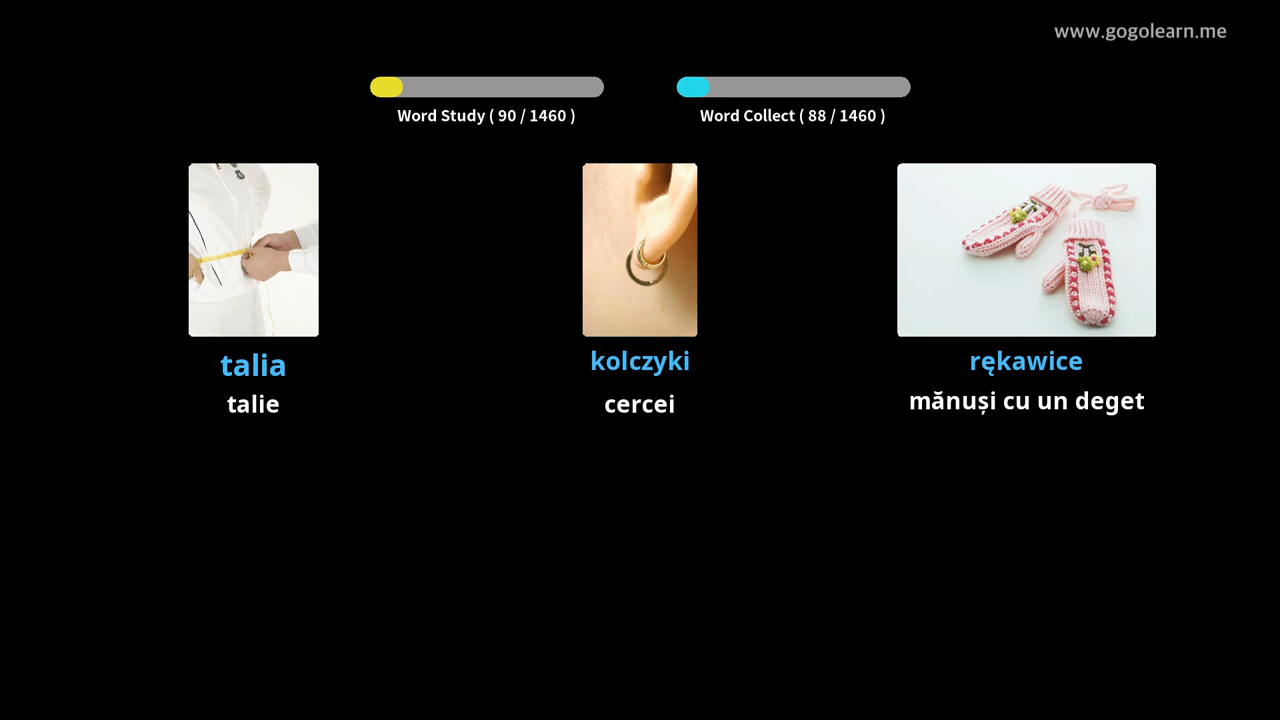 www.gogolearn.me
Word Study ( 90 / 1460 )
Word Collect ( 88 / 1460 )
talia
talie
kolczyki
cercei
rękawice
mănuși cu un deget